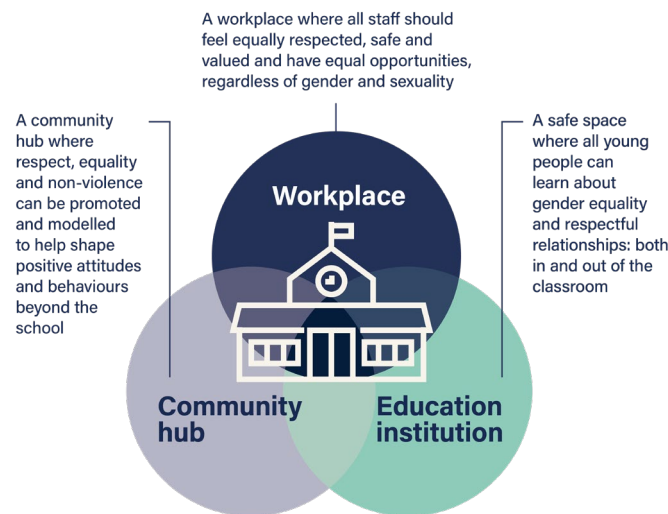 A workplace where all staff should
feel equally respected, safe and
valued and have equal opportunities,
regardless of gender and sexuality
A community
hub where
respect, equality
and non-violence
can be promoted
and modelled
to help shape
positive attitudes
and behaviours
beyond the
school
A safe space
where all young
people can
learn about
gender equality
and respectful
relationships: both
in and out of the
classroom
Workplace
Community
hub
Education
institution